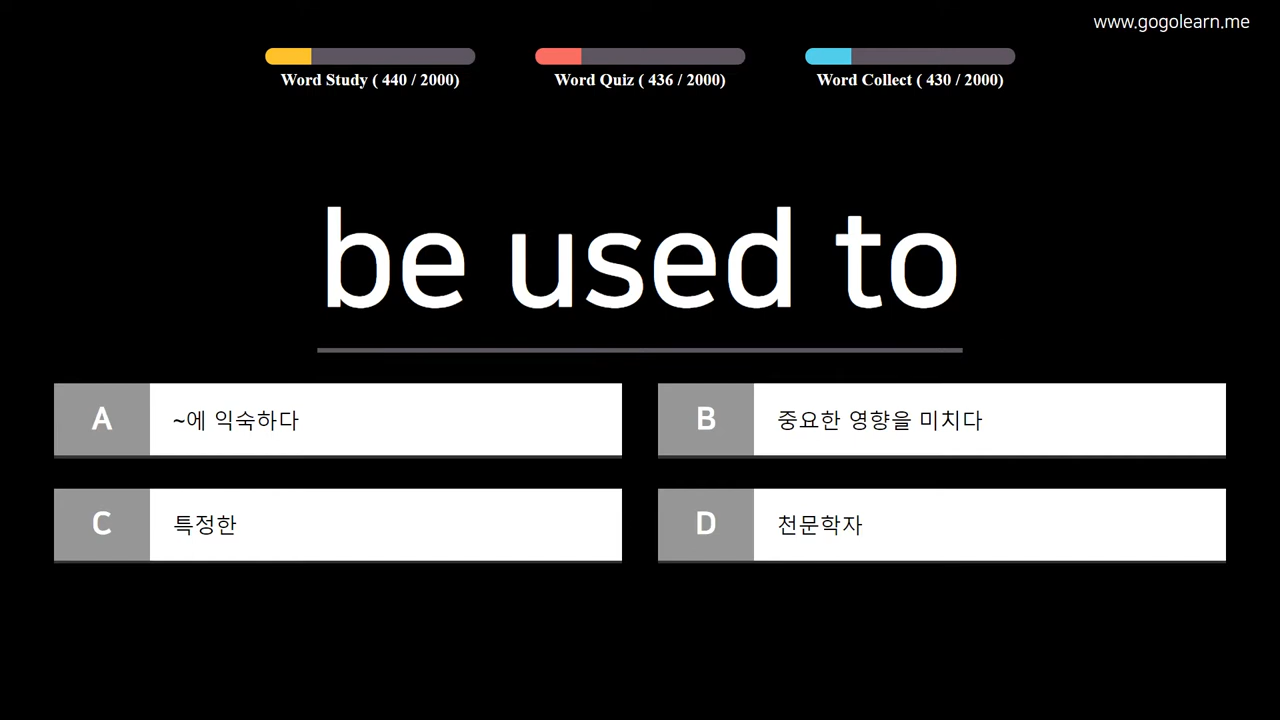 www.gogolearn.me
Word Study ( 440 / 2000)
Word Quiz ( 436 / 2000)
Word Collect ( 430 / 2000)
be used to
A ~에 익숙하다
B 중요한 영향을 미치다
C 특정한
D 천문학자